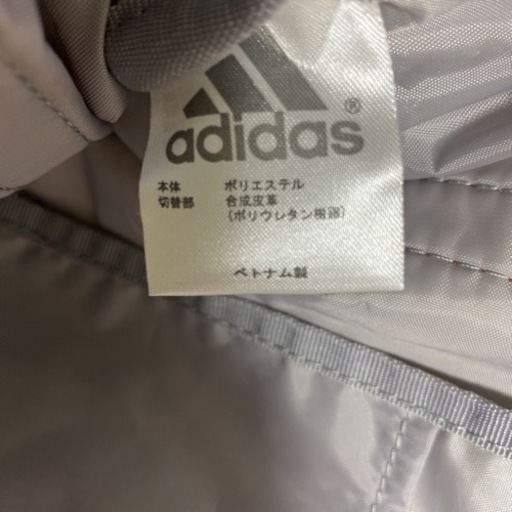 adidas®
本体 ポリエステル
切替部 合成皮革
(ポリウレタン樹脂)
ベトナム製